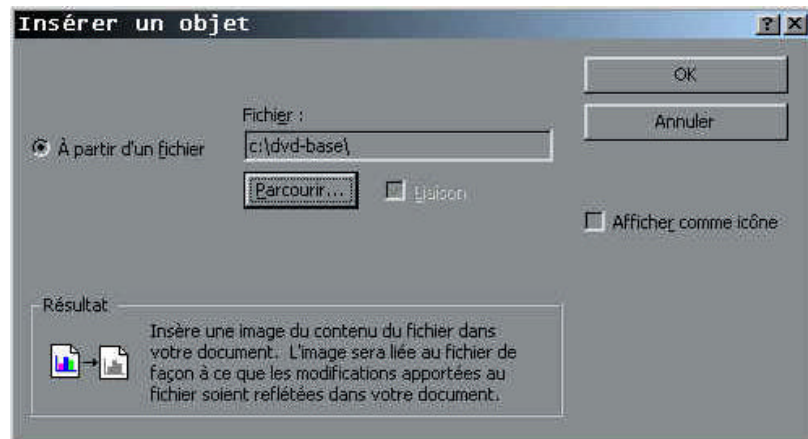 Insérer un objet
OK
Fichier :
Annuler
À partir d'un fichier
c:\dvd-base\
Parcourir...
Liaison
Afficher comme icône
Résultat
Insère une image du contenu du fichier dans
votre document. L'image sera liée au fichier de
façon à ce que les modifications apportées au
fichier soient reflétées dans votre document.